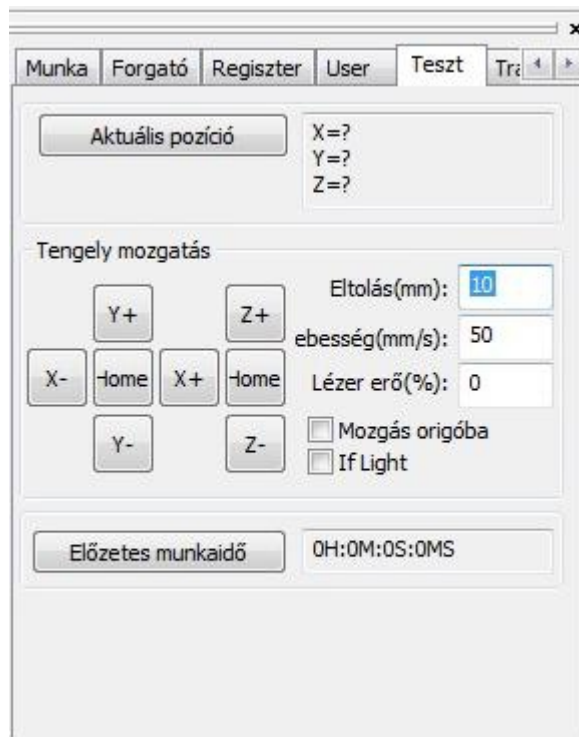 Munka Forgató Regiszter User Teszt Tra
Aktuális pozíció
X=?
Y=?
Z=?
Tengely mozgatás
Eltolás(mm): 10
Y+ Z+
ebesség(mm/s): 50
X- Home X+ Home
Lézer erő(%): 0
Mozgás origóba
Y- Z-
If Light
Előzetes munkaidő 0H:0M:0S:0MS